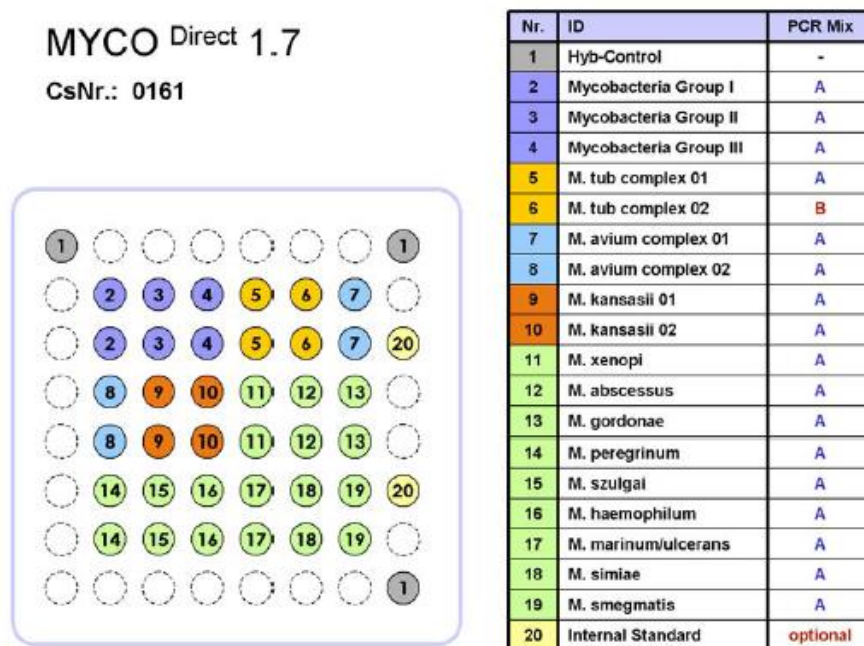 MYCO Direct 1.7
CsNr.: 0161
1 1
2 3 4 5 6 7
2 3 4 5 6 7 20
8 9 10 11 12 13
8 9 10 11 12 13
14 15 16 17 18 19 20
14 15 16 17 18 19
1
Nr. ID PCR Mix
1 Hyb-Control -
2 Mycobacteria Group I A
3 Mycobacteria Group II A
4 Mycobacteria Group III A
5 M. tub complex 01 A
6 M. tub complex 02 B
7 M. avium complex 01 A
8 M. avium complex 02 A
9 M. kansasii 01 A
10 M. kansasii 02 A
11 M. xenopi A
12 M. abscessus A
13 M. gordonae A
14 M. peregrinum A
15 M. szulgai A
16 M. haemophilum A
17 M. marinum/ulcerans A
18 M. simiae A
19 M. smegmatis A
20 Internal Standard optional